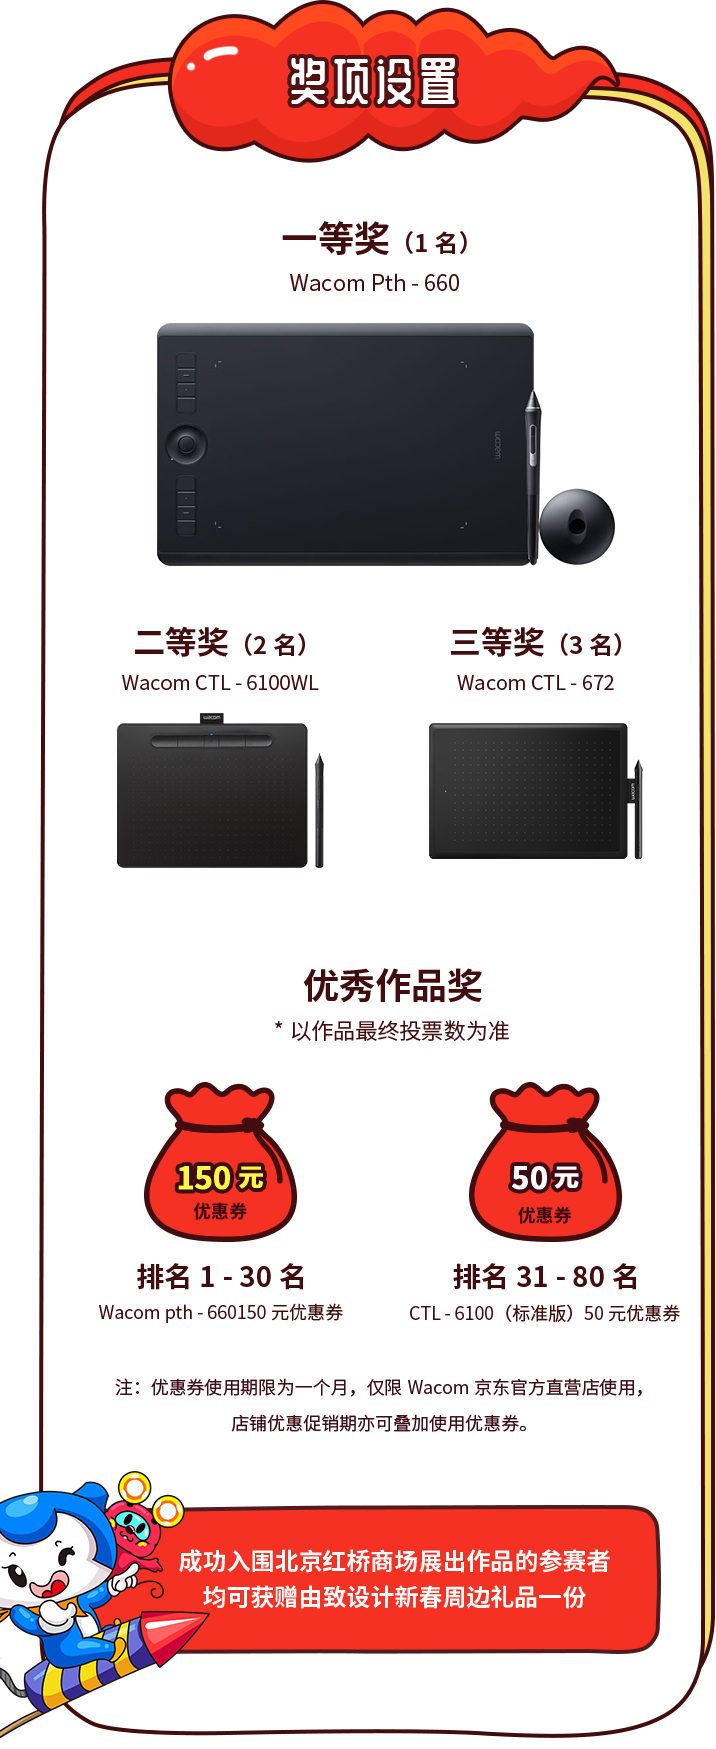 奖项设置
一等奖（1 名）
Wacom Pth - 660
wacom
二等奖（2 名）
Wacom CTL - 6100WL
wacom
三等奖（3 名）
Wacom CTL - 672
wacom
优秀作品奖
* 以作品最终投票数为准
150元
优惠券
50元
优惠券
排名 1 - 30 名
Wacom pth - 660150 元优惠券
排名 31 - 80 名
CTL - 6100（标准版）50 元优惠券
注：优惠券使用期限为一个月，仅限 Wacom 京东官方直营店使用，
店铺优惠促销期亦可叠加使用优惠券。
成功入围北京红桥商场展出作品的参赛者
均可获赠由致设计新春周边礼品一份